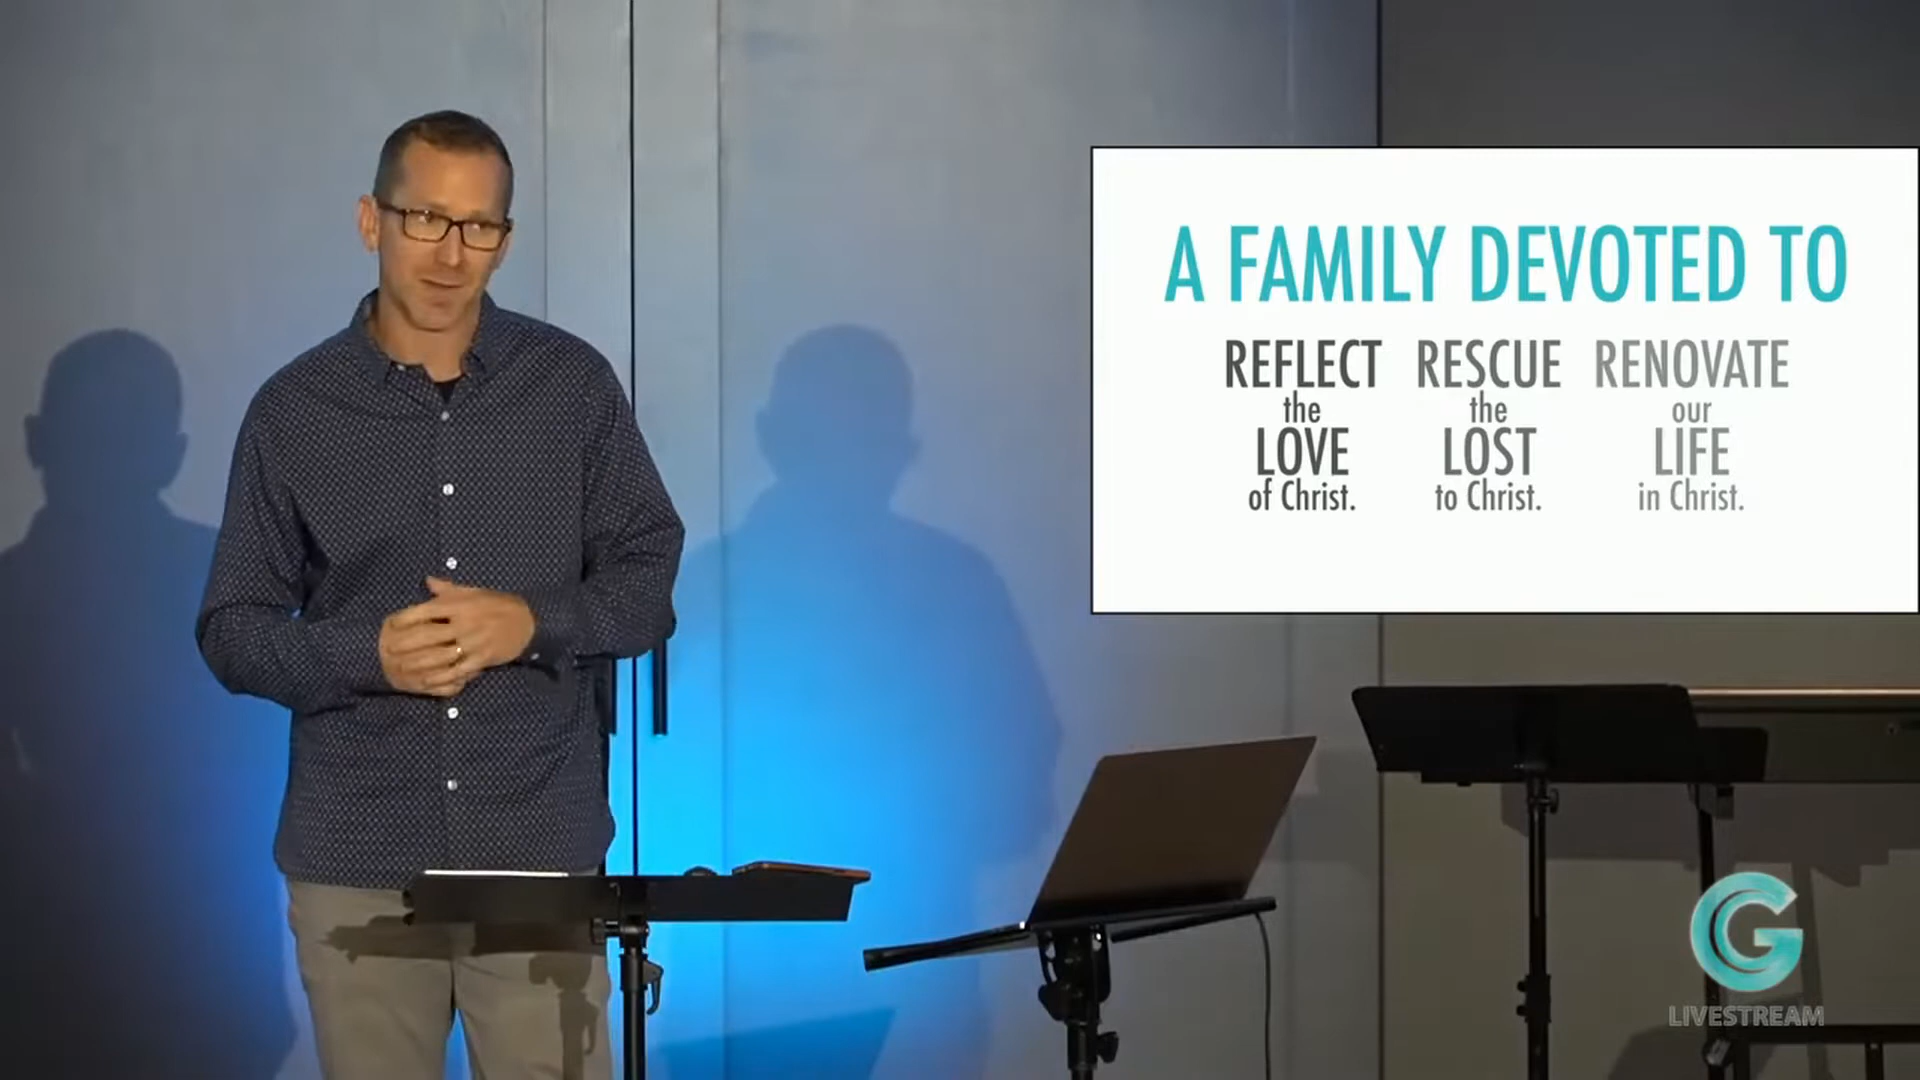 A FAMILY DEVOTED TO
REFLECT
the
LOVE
of Christ.
RESCUE
the
LOST
to Christ.
RENOVATE
our
LIFE
in Christ.
G
LIVESTREAM